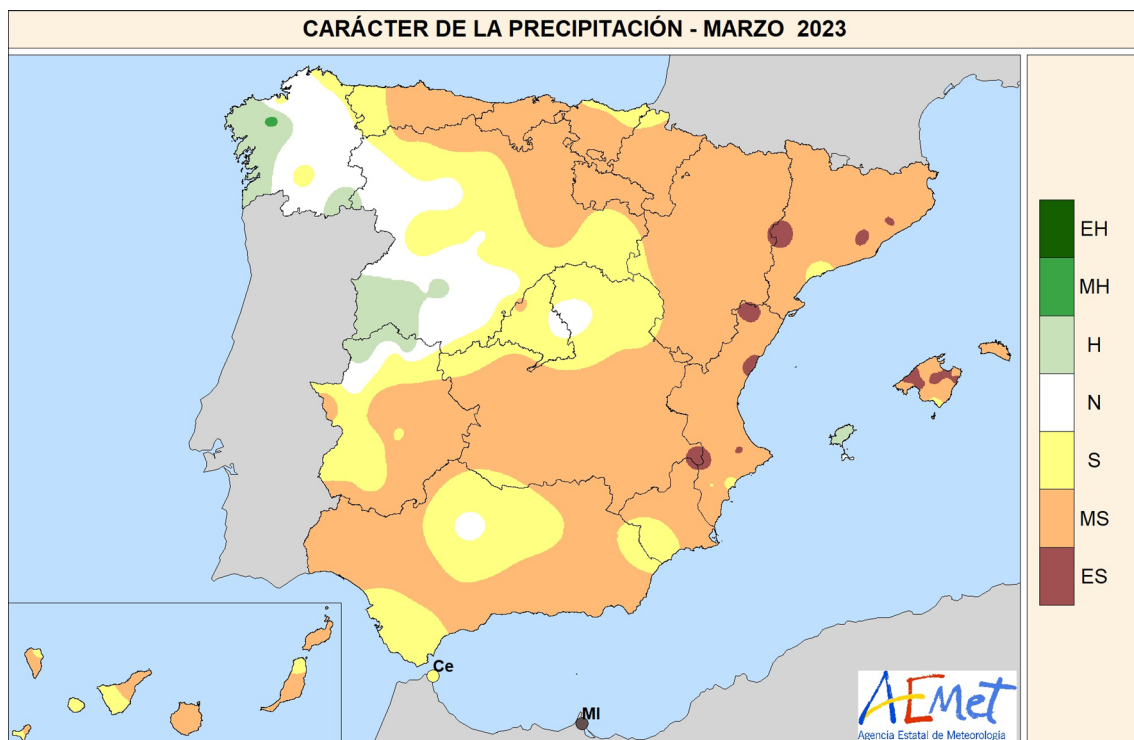 CARÁCTER DE LA PRECIPITACIÓN - MARZO 2023
EH
MH
H
N
S
MS
ES
Ce
Ml
AEMet
Agencia Estatal de Meteorología